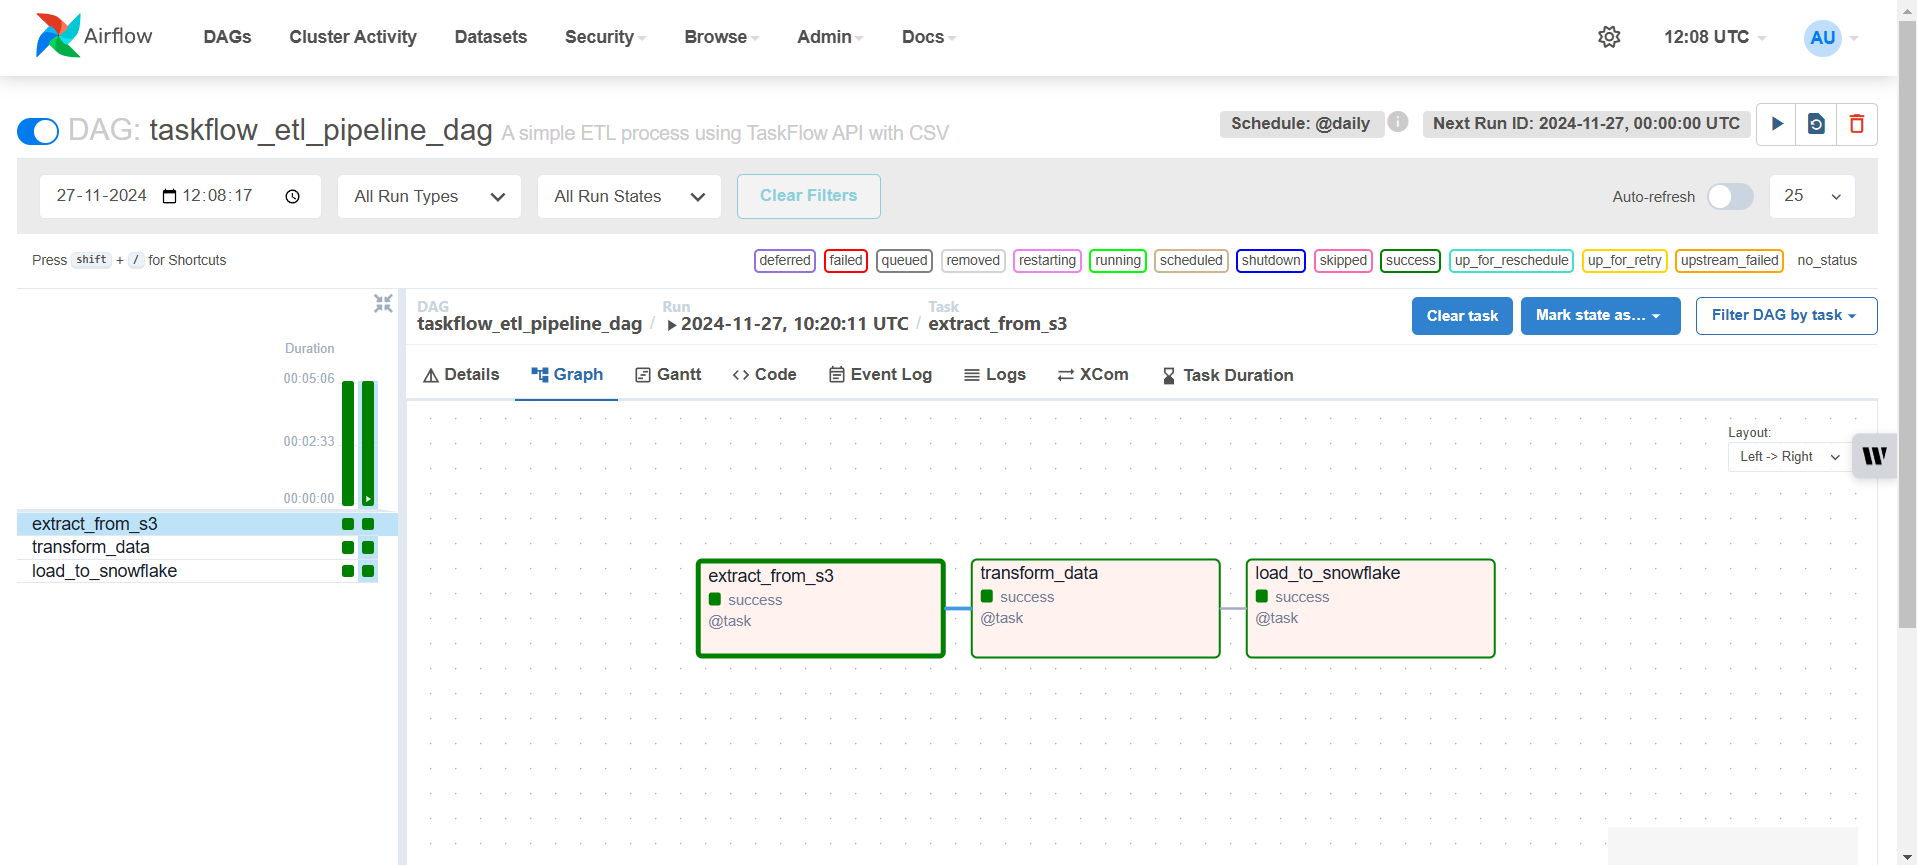 Airflow DAGs Cluster Activity Datasets Security Browse Admin Docs 12:08 UTC AU
DAG: taskflow_etl_pipeline_dag A simple ETL process using TaskFlow API with CSV Schedule: @daily i Next Run ID: 2024-11-27, 00:00:00 UTC
27-11-2024 12:08:17 All Run Types All Run States Clear Filters Auto-refresh 25
Press shift + / for Shortcuts deferred failed queued removed restarting running scheduled shutdown skipped success up_for_reschedule up_for_retry upstream_failed no_status
DAG Run Task
taskflow_etl_pipeline_dag / 2024-11-27, 10:20:11 UTC / extract_from_s3 Clear task Mark state as... Filter DAG by task
Duration
00:05:06
00:02:33
00:00:00
extract_from_s3
transform_data
load_to_snowflake
Details Graph Gantt Code Event Log Logs XCom Task Duration
Layout:
Left -> Right
W
extract_from_s3
success
@task
transform_data
success
@task
load_to_snowflake
success
@task